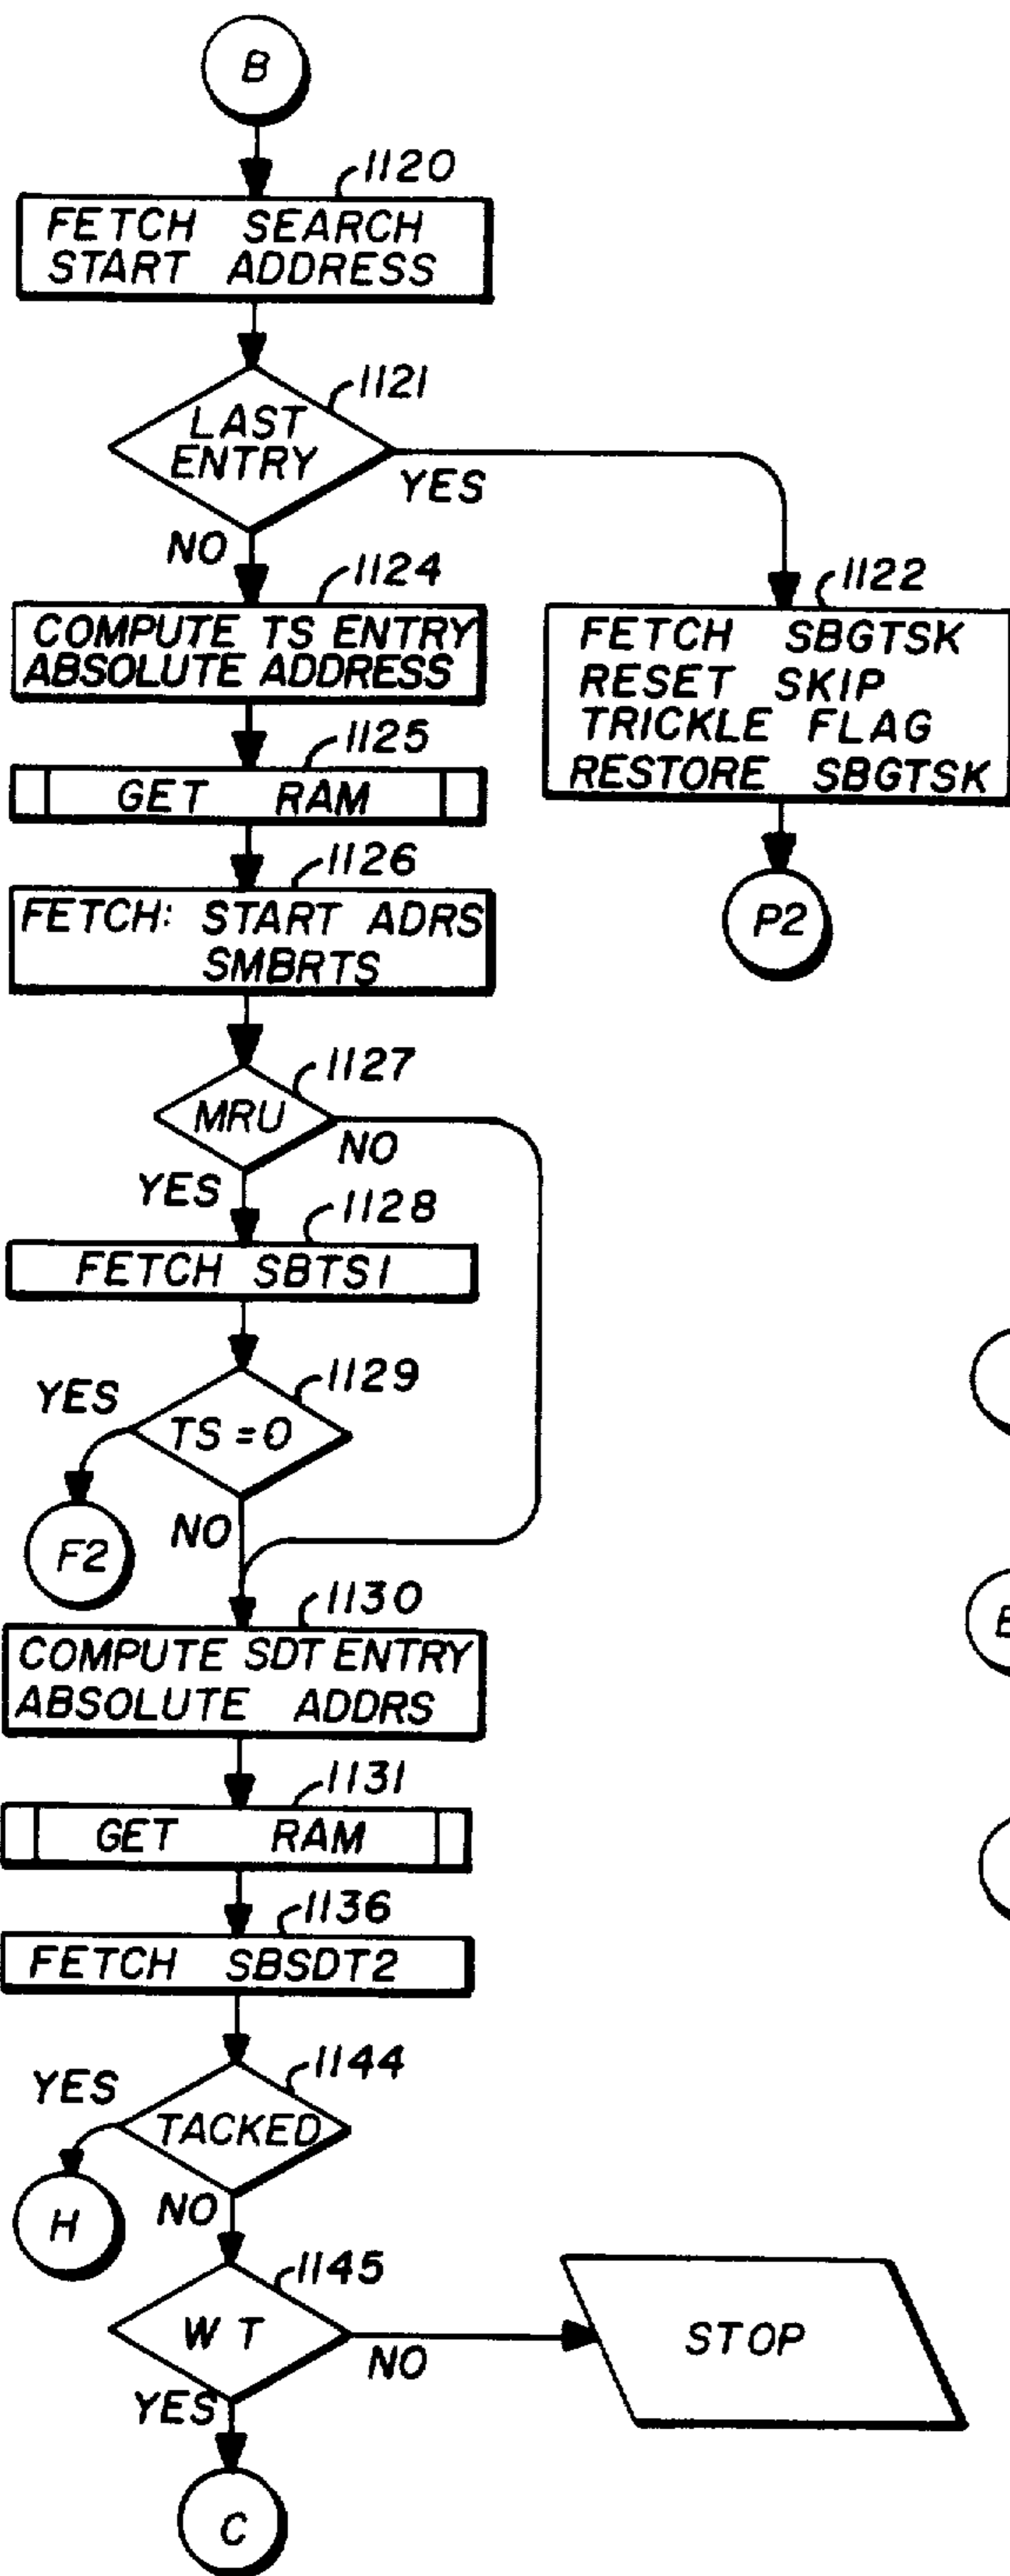 B
1120
FETCH SEARCH
START ADDRESS
1121
LAST
ENTRY
YES
NO
1124
COMPUTE TS ENTRY
ABSOLUTE ADDRESS
1122
FETCH SBGTSK
RESET SKIP
TRICKLE FLAG
RESTORE SBGTSK
1125
GET RAM
P2
1126
FETCH: START ADRS
SMBRTS
1127
MRU
NO
YES
1128
FETCH SBTS1
1129
YES
TS = 0
F2
NO
1130
COMPUTE SDT ENTRY
ABSOLUTE ADDRS
1131
GET RAM
1136
FETCH SBSDT2
1144
YES
TACKED
H
NO
1145
W T
NO
STOP
YES
C